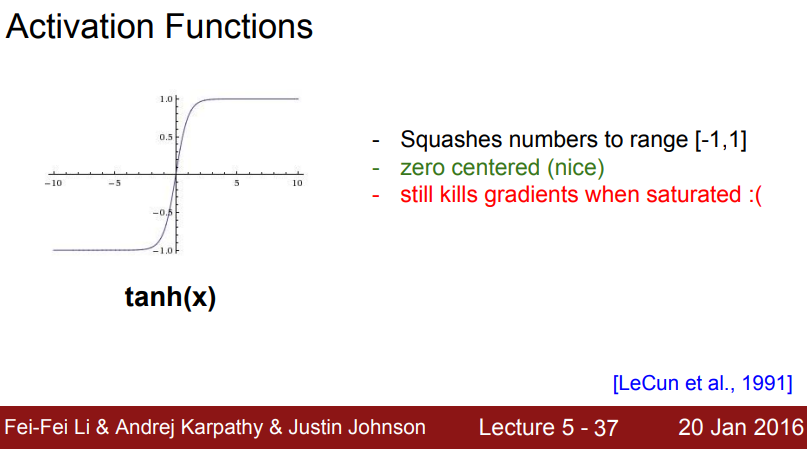 Activation Functions
1.0
0.5
-10
-5
5
10
-0.5
-1.0
tanh(x)
- Squashes numbers to range [-1,1]
- zero centered (nice)
- still kills gradients when saturated :(
[LeCun et al., 1991]
Fei-Fei Li & Andrej Karpathy & Justin Johnson
Lecture 5 - 37
20 Jan 2016